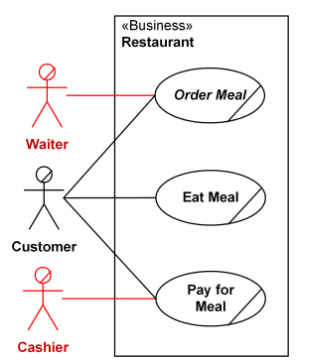 «Business»
Restaurant
Order Meal
Waiter
Eat Meal
Customer
Pay for
Meal
Cashier